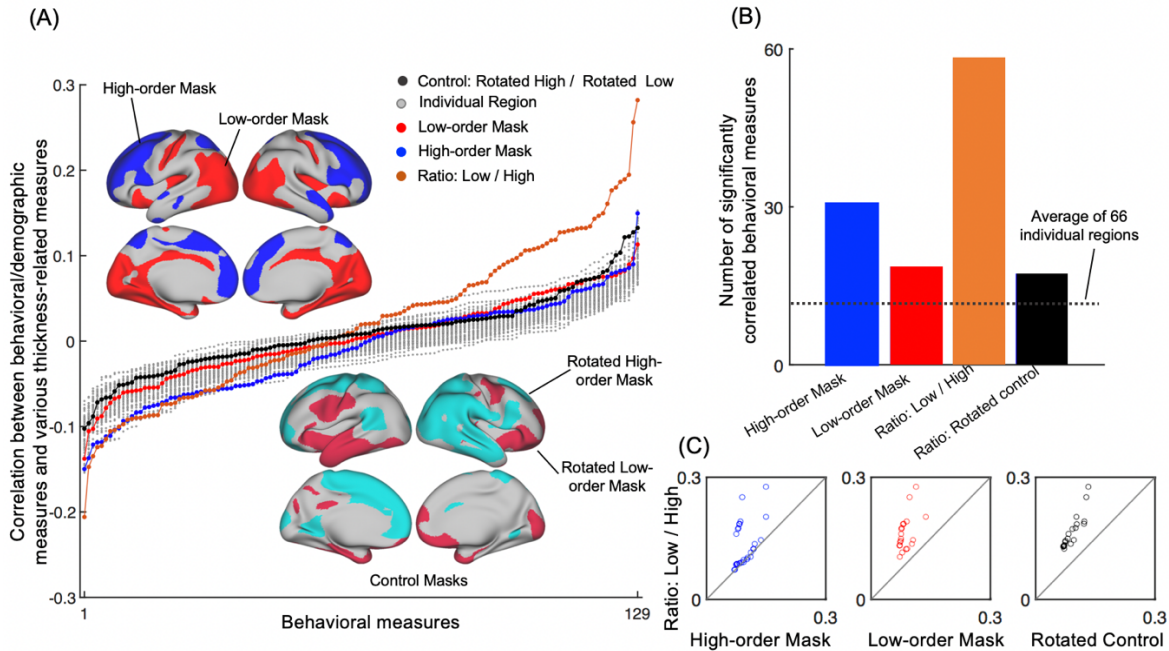 (A)
Correlation between behavioral/demographic
measures and various thickness-related measures
0.3
0.2
0.1
0
-0.1
-0.2
-0.3
High-order Mask
Low-order Mask
Control: Rotated High / Rotated Low
Individual Region
Low-order Mask
High-order Mask
Ratio: Low / High
Rotated High-
order Mask
Rotated Low-
order Mask
Control Masks
1
129
Behavioral measures
(B)
Number of significantly
correlated behavioral measures
60
30
0
Average of 66
individual regions
High-order Mask
Low-order Mask
Ratio: Low / High
Ratio: Rotated control
(C)
Ratio: Low / High
0.3
0
0.3
High-order Mask
0.3
0
0.3
Low-order Mask
0.3
0
0.3
Rotated Control